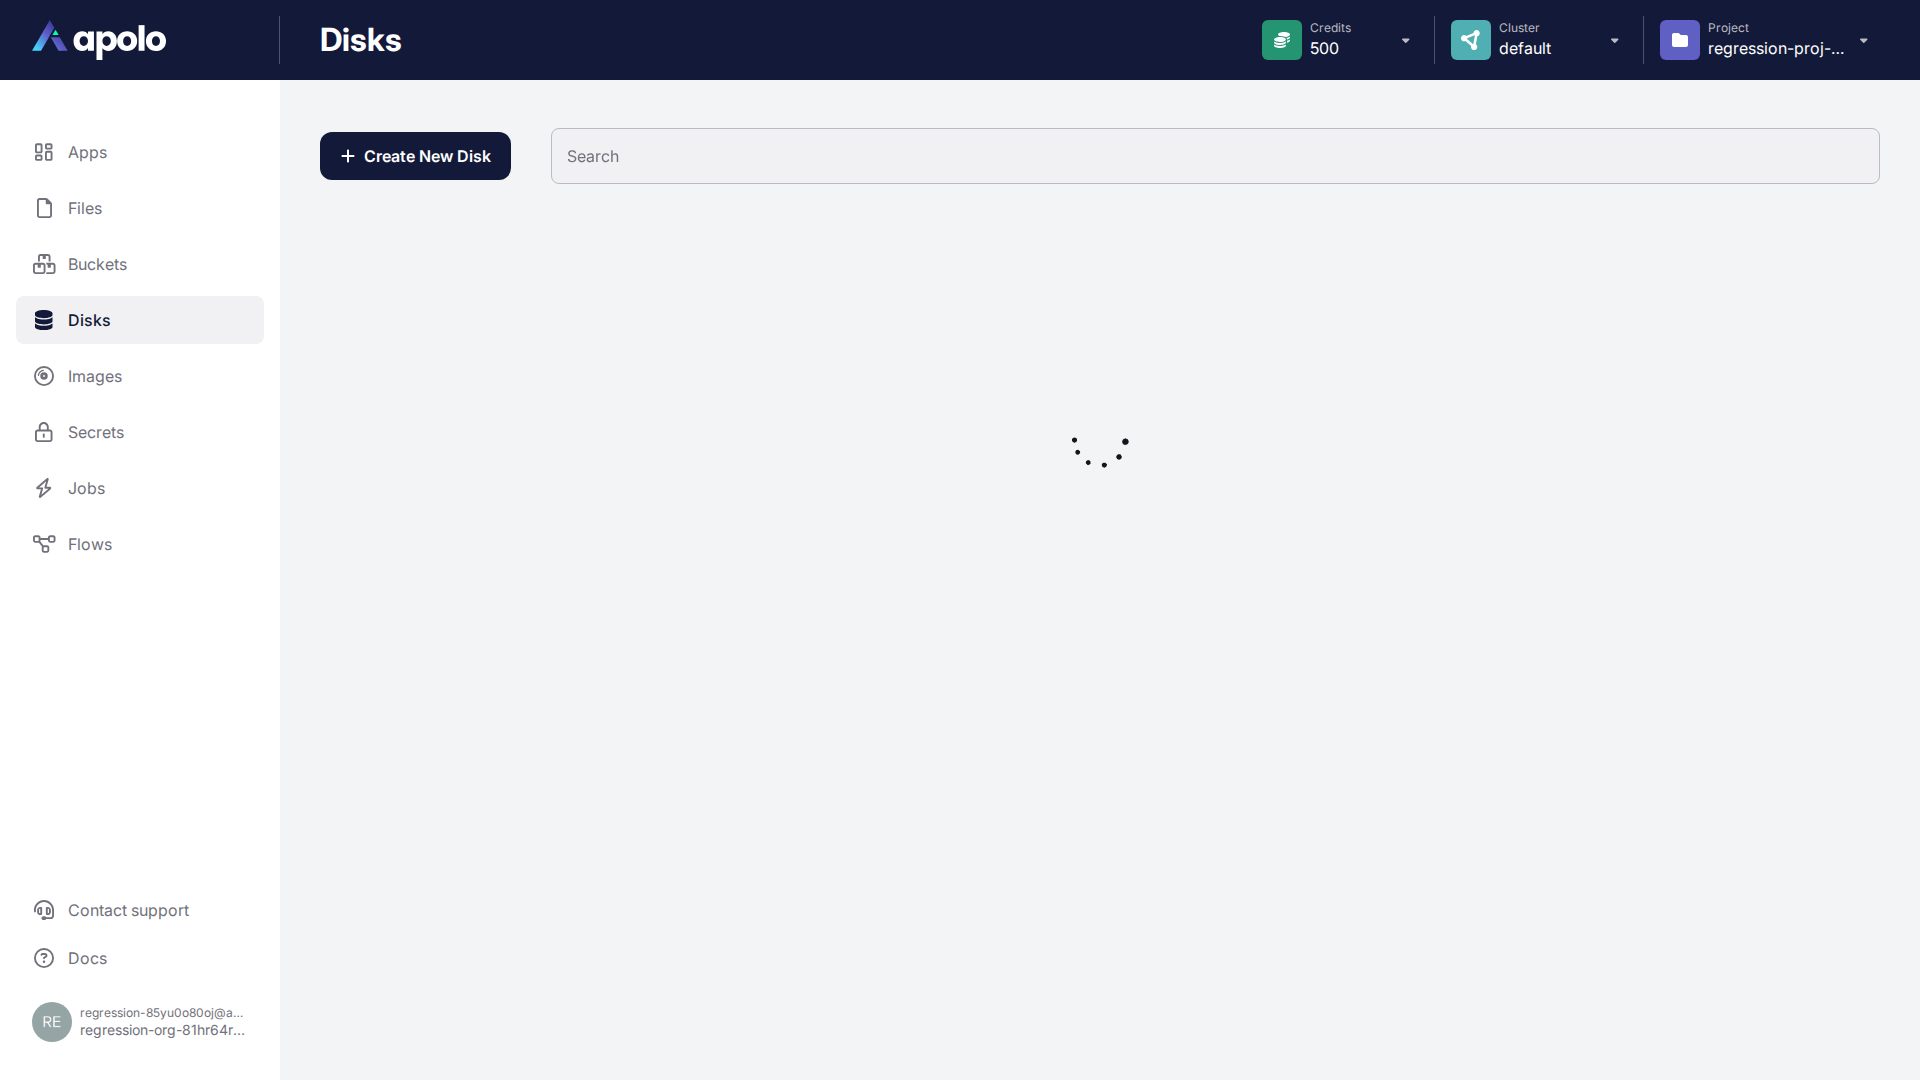 apolo
Disks
Credits
500
Cluster
default
Project
regression-proj-...
Apps
Files
Buckets
Disks
Images
Secrets
Jobs
Flows
Create New Disk
Search
Contact support
Docs
RE
regression-85yu0o80oj@a...
regression-org-81hr64r...